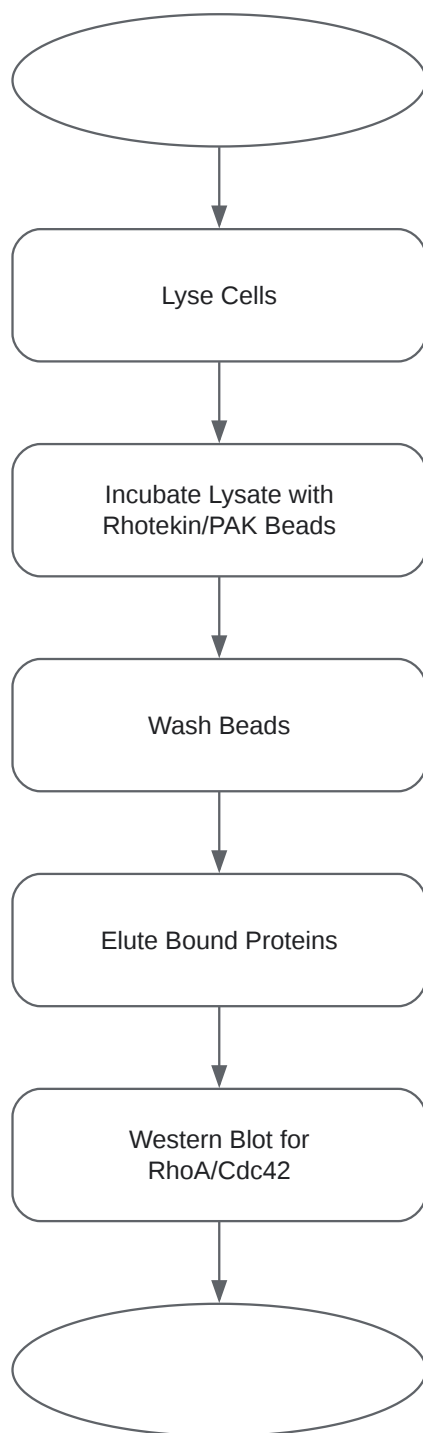 Lyse Cells
Incubate Lysate with
Rhotekin/PAK Beads
Wash Beads
Elute Bound Proteins
Western Blot for
RhoA/Cdc42